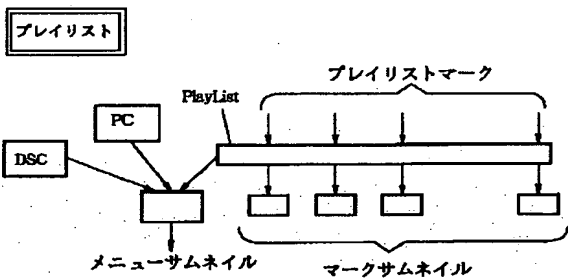 プレイリスト
プレイリストマーク
PlayList
PC
DSC
メニューサムネイル
マークサムネイル